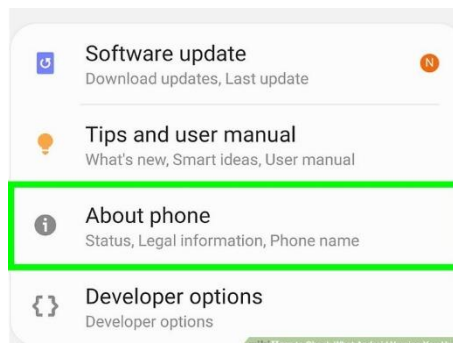 Software update
Download updates, Last update
N
Tips and user manual
What's new, Smart ideas, User manual
About phone
Status, Legal information, Phone name
Developer options
Developer options